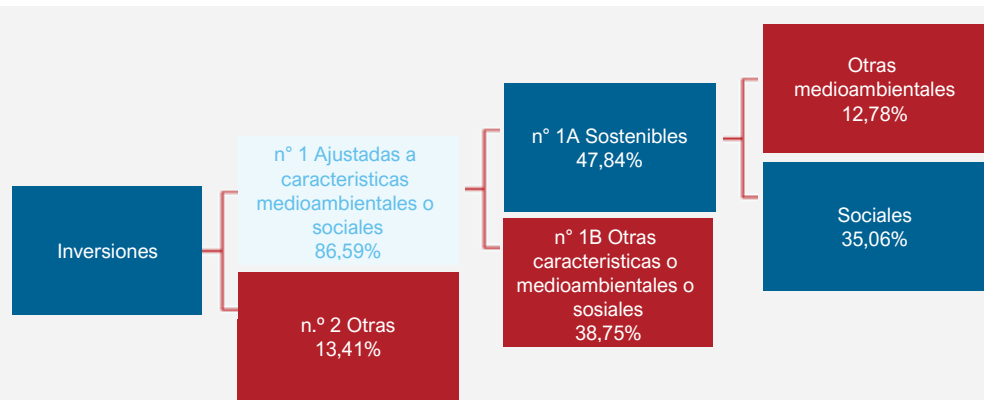 Inversiones
n° 1 Ajustadas a
caracteristicas
medioambientales o
sociales
86,59%
n.º 2 Otras
13,41%
n° 1A Sostenibles
47,84%
n° 1B Otras
caracteristicas o
medioambientales o
sosiales
38,75%
Otras
medioambientales
12,78%
Sociales
35,06%